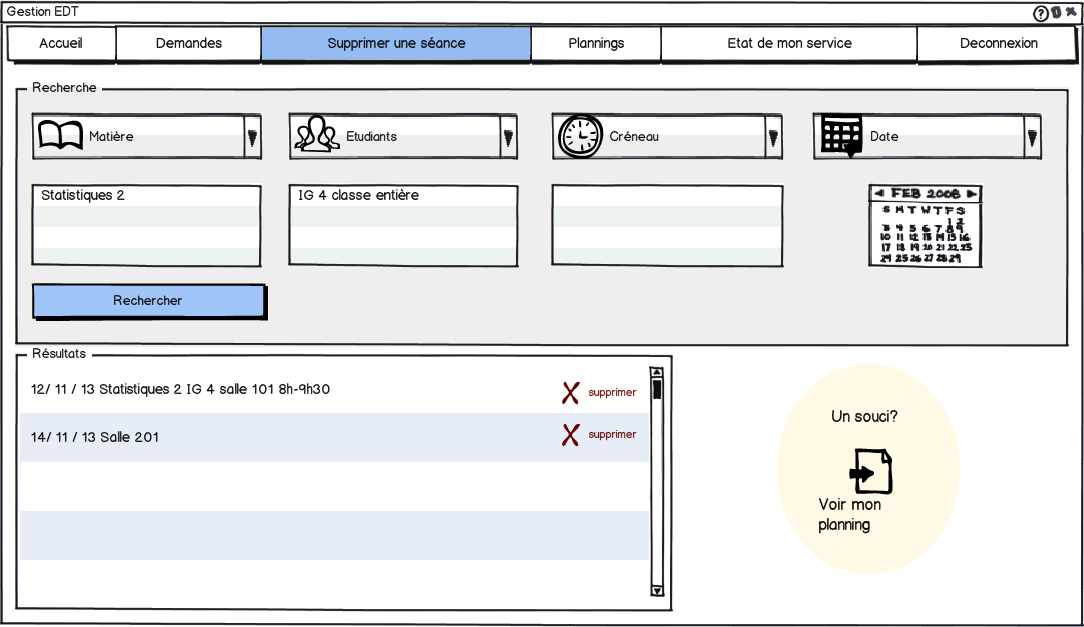 Gestion EDT
Accueil Demandes Supprimer une séance Plannings Etat de mon service Deconnexion
Recherche
Matière Etudiants Créneau Date
Statistiques 2 IG 4 classe entière
FEB 2008
S M T W T F S
1 2
3 4 5 6 7 8 9
10 11 12 13 14 15 16
17 18 19 20 21 22 23
24 25 26 27 28 29
Rechercher
Résultats
12/ 11 / 13 Statistiques 2 IG 4 salle 101 8h-9h30 supprimer
14/ 11 / 13 Salle 201 supprimer
Un souci?
Voir mon
planning